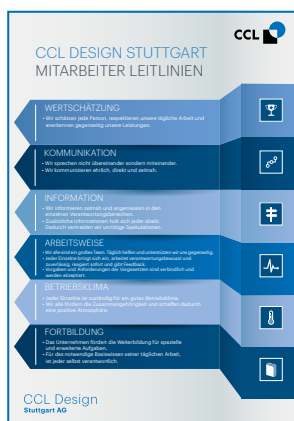 CCL
CCL DESIGN STUTTGART
MITARBEITER LEITLINIEN
WERTSCHÄTZUNG
• Wir schätzen jede Person, respektieren unsere tägliche Arbeit und
anerkennen gegenseitig unsere Leistungen.
KOMMUNIKATION
• Wir sprechen nicht übereinander sondern miteinander.
• Wir kommunizieren ehrlich, direkt und zeitnah.
INFORMATION
• Wir informieren zeitnah und angemessen in den
einzelnen Verantwortungsbereichen.
• Zusätzliche Informationen holt sich jeder direkt.
Dadurch vermeiden wir unnötige Spekulationen.
ARBEITSWEISE
• Wir alle sind ein großes Team. Täglich helfen und unterstützen wir uns gegenseitig.
• Jeder Einzelne bringt sich ein, arbeitet verantwortungsbewusst und
zuverlässig, reagiert sofort und gibt Feedback.
• Vorgaben und Anforderungen der Vorgesetzten sind verbindlich und
werden akzeptiert.
BETRIEBSKLIMA
• Jeder Einzelne ist zuständig für ein gutes Betriebsklima.
• Wir alle fördern die Zusammengehörigkeit und schaffen dadurch
eine positive Atmosphäre.
FORTBILDUNG
• Das Unternehmen fördert die Weiterbildung für spezielle
und erweiterte Aufgaben.
• Für das notwendige Basiswissen seiner täglichen Arbeit,
ist jeder selbst verantwortlich.
CCL Design
Stuttgart AG